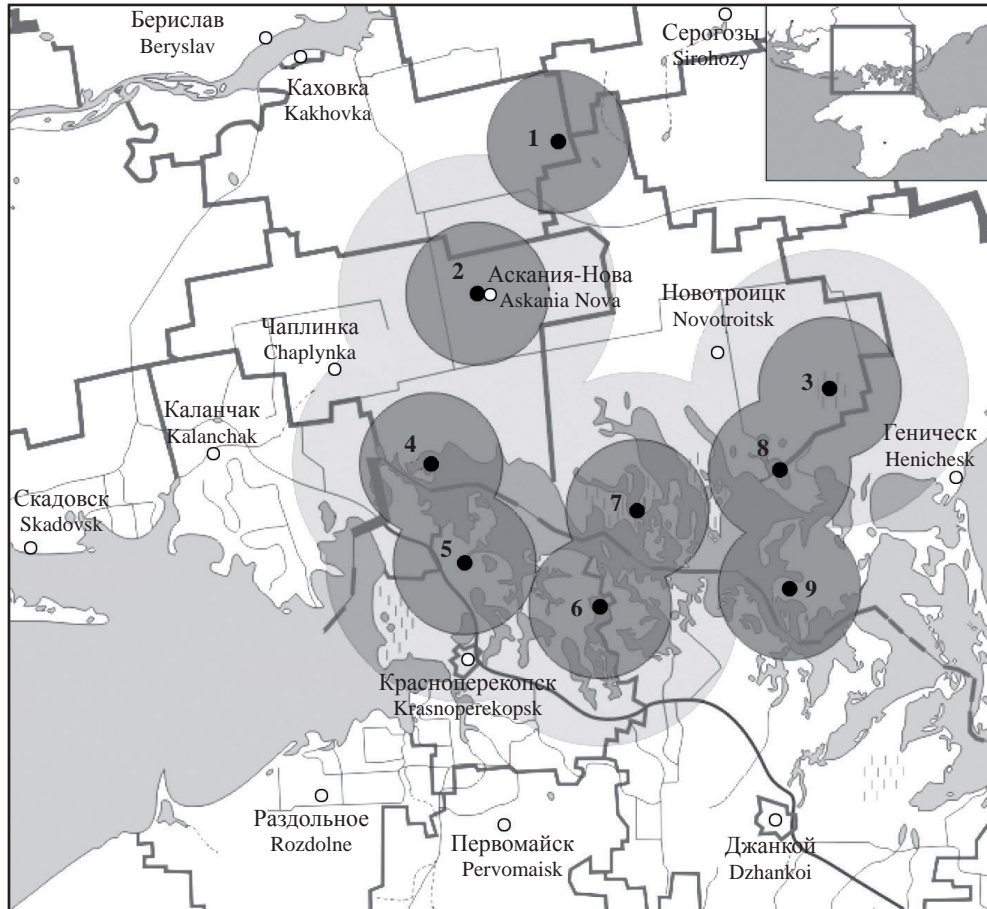 Берислав
Beryslav
Каховка
Kakhovka
Серогозы
Sirohozy
1
2
Аскания-Нова
Askania Nova
Новотроицк
Novotroitsk
Чаплинка
Chaplynka
3
Каланчак
Kalanchak
4
8
Геническ
Henichesk
Скадовск
Skadovsk
7
5
6
9
Красноперекопск
Krasnoperekopsk
Раздольное
Rozdolne
Первомайск
Pervomaisk
Джанкой
Dzhankoi